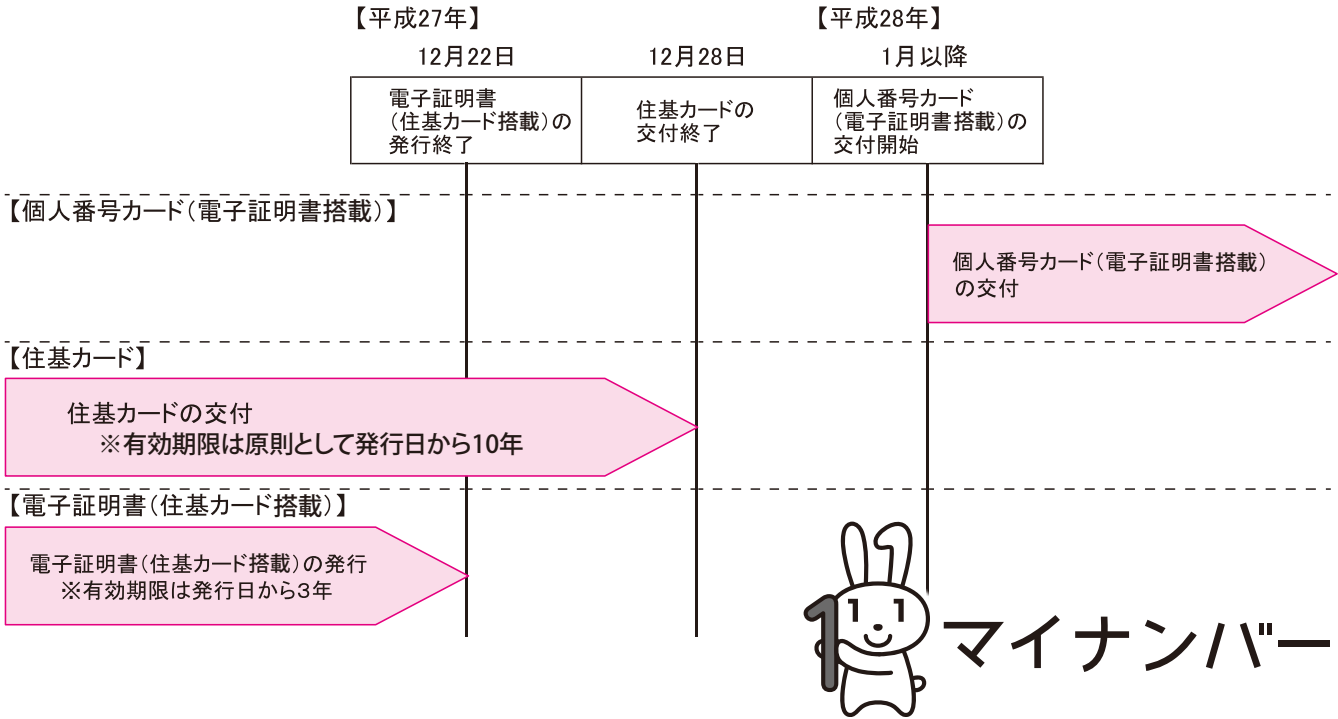 【平成27年】
【平成28年】
12月22日
12月28日
1月以降
電子証明書
（住基カード搭載）の
発行終了
住基カードの
交付終了
個人番号カード
（電子証明書搭載）の
交付開始
【個人番号カード（電子証明書搭載）】
個人番号カード（電子証明書搭載）
の交付
【住基カード】
住基カードの交付
※有効期限は原則として発行日から10年
【電子証明書（住基カード搭載）】
電子証明書（住基カード搭載）の発行
※有効期限は発行日から3年
1
マイナンバー